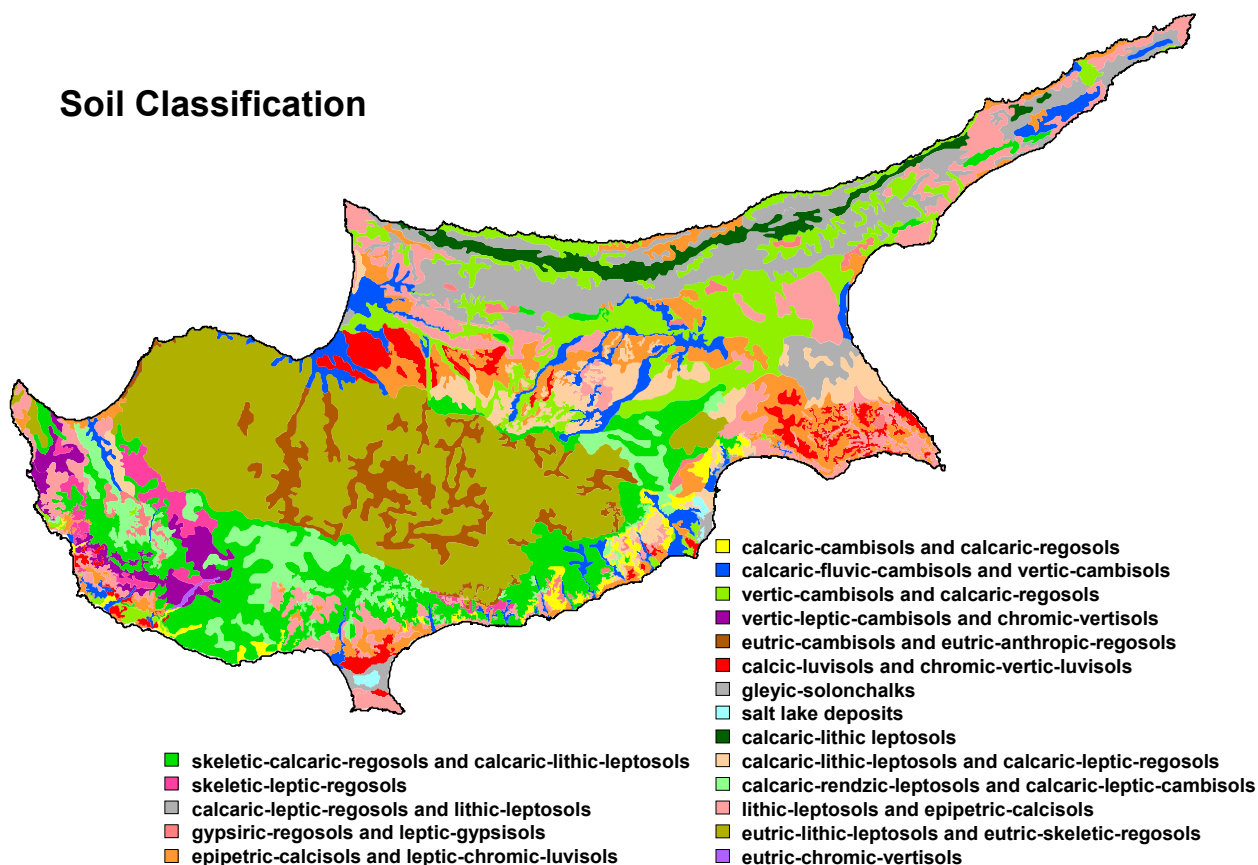 Soil Classification
calcaric-cambisols and calcaric-regosols
calcaric-fluvic-cambisols and vertic-cambisols
vertic-cambisols and calcaric-regosols
vertic-leptic-cambisols and chromic-vertisols
eutric-cambisols and eutric-anthropic-regosols
calcic-luvisols and chromic-vertic-luvisols
gleyic-solonchalks
salt lake deposits
calcaric-lithic leptosols
calcaric-lithic-leptosols and calcaric-leptic-regosols
calcaric-rendzic-leptosols and calcaric-leptic-cambisols
lithic-leptosols and epipetric-calcisols
eutric-lithic-leptosols and eutric-skeletic-regosols
eutric-chromic-vertisols
skeletic-calcaric-regosols and calcaric-lithic-leptosols
skeletic-leptic-regosols
calcaric-leptic-regosols and lithic-leptosols
gypsiric-regosols and leptic-gypsisols
epipetric-calcisols and leptic-chromic-luvisols